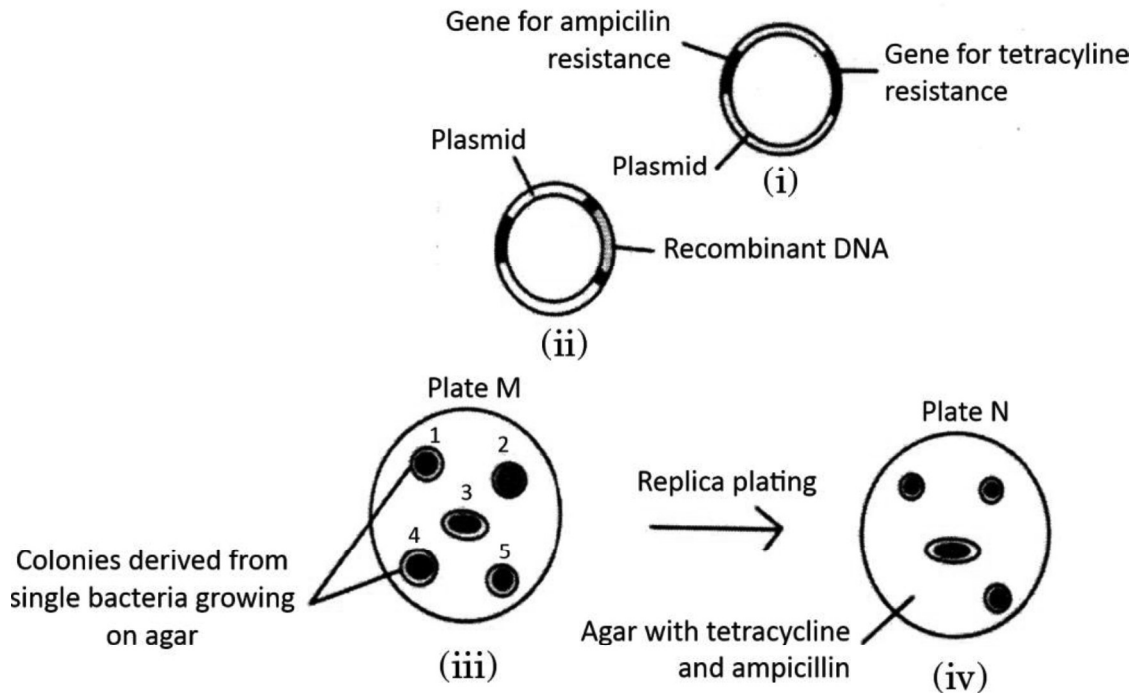 Gene for ampicilin
resistance
Gene for tetracyline
resistance
Plasmid
(i)
Plasmid
Recombinant DNA
(ii)
Plate M
1
2
3
4
5
Colonies derived from
single bacteria growing
on agar
(iii)
Replica plating
Plate N
Agar with tetracycline
and ampicillin
(iv)